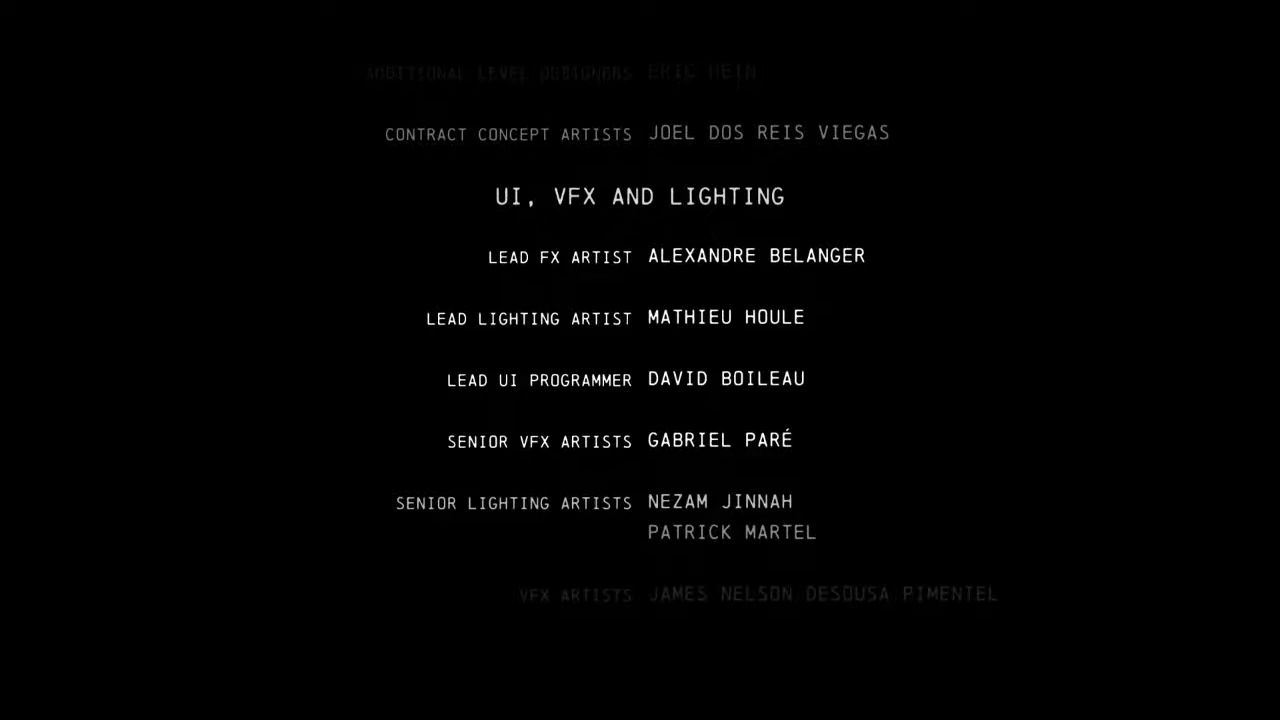 ADDITIONAL LEVEL DESIGNERS ERIC HEIN
CONTRACT CONCEPT ARTISTS JOEL DOS REIS VIEGAS
UI, VFX AND LIGHTING
LEAD FX ARTIST ALEXANDRE BELANGER
LEAD LIGHTING ARTIST MATHIEU HOULE
LEAD UI PROGRAMMER DAVID BOILEAU
SENIOR VFX ARTISTS GABRIEL PARÉ
SENIOR LIGHTING ARTISTS NEZAM JINNAH
PATRICK MARTEL
VFX ARTISTS JAMES NELSON DESOUSA PIMENTEL